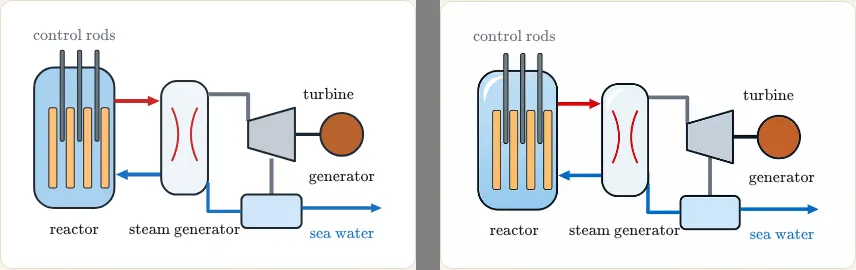 control rods
turbine
generator
reactor
steam generator
sea water
control rods
turbine
generator
reactor
steam generator
sea water